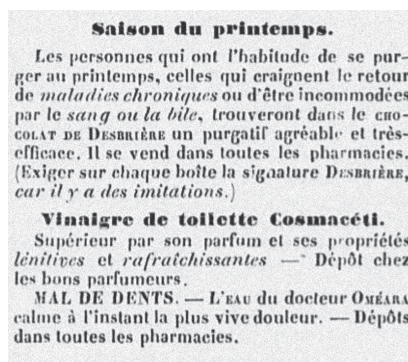 Saison du printemps.
Les personnes qui ont l'habitude de se pur-
ger au printemps, celles qui craignent le retour
de maladies chroniques ou d'être incommodées
par le sang ou la bile, trouveront dans le CHO-
COLAT DE DESBRIÈRE un purgatif agréable et très-
efficace. Il se vend dans toutes les pharmacies.
(Exiger sur chaque boîte la signature DESBRIÈRE,
car il y a des imitations.)
Vinaigre de toilette Cosmacéti.
Supérieur par son parfum et ses propriétés
lénitives et rafraîchissantes — Dépôt chez
les bons parfumeurs.
MAL DE DENTS. — L'EAU du docteur OMÉARA
calme à l'instant la plus vive douleur. — Dépôts
dans toutes les pharmacies.